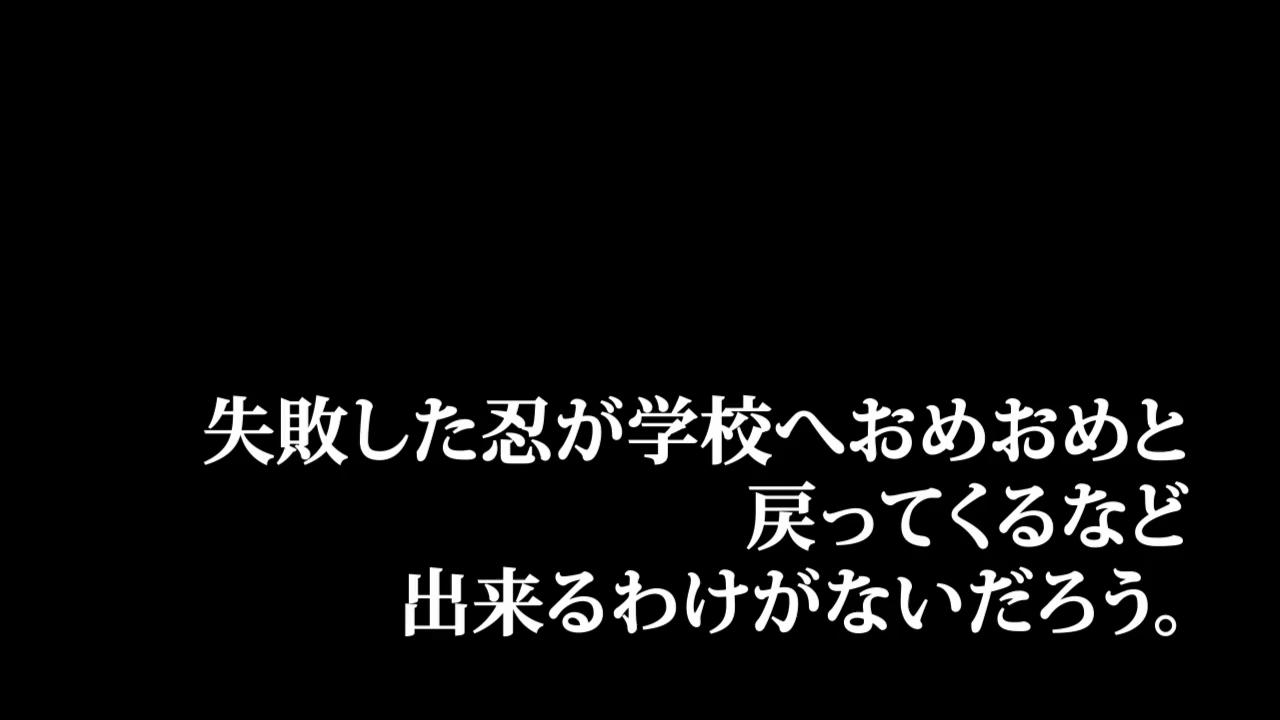 失敗した忍が学校へおめおめと
戻ってくるなど
出来るわけがないだろう。